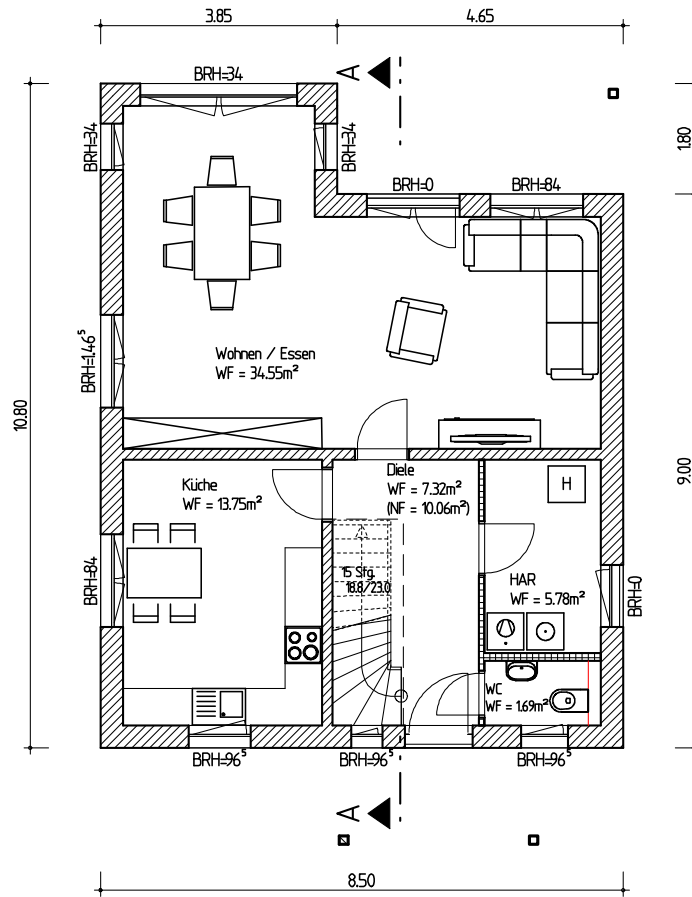 3.85
4.65
A
BRH=34
BRH=34
BRH=34
1.80
BRH=0
BRH=84
BRH=1.46⁵
Wohnen / Essen
WF = 34.55m²
10.80
9.00
Küche
WF = 13.75m²
Diele
WF = 7.32m²
(NF = 10.06m²)
H
BRH=84
15 Stg.
18.8/23.0
HAR
WF = 5.78m²
BRH=0
WC
WF = 1.69m²
BRH=96⁵
BRH=96⁵
BRH=96⁵
A
8.50